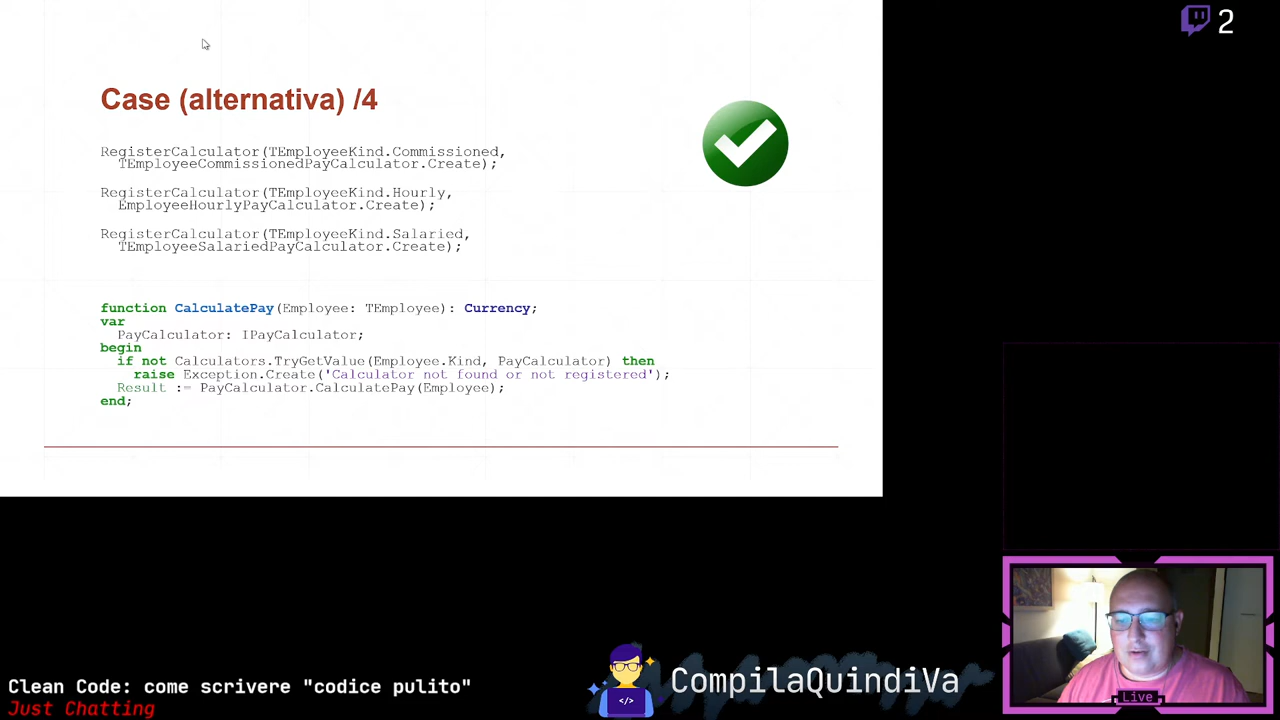 2
Case (alternativa) /4
RegisterCalculator(TEmployeeKind.Commissioned,
TEmployeeCommissionedPayCalculator.Create);
RegisterCalculator(TEmployeeKind.Hourly,
EmployeeHourlyPayCalculator.Create);
RegisterCalculator(TEmployeeKind.Salaried,
TEmployeeSalariedPayCalculator.Create);
function CalculatePay(Employee: TEmployee): Currency;
var
PayCalculator: IPayCalculator;
begin
if not Calculators.TryGetValue(Employee.Kind, PayCalculator) then
raise Exception.Create('Calculator not found or not registered');
Result := PayCalculator.CalculatePay(Employee);
end;
Clean Code: come scrivere "codice pulito"
Just Chatting
</>
CompilaQuindiVa
Live